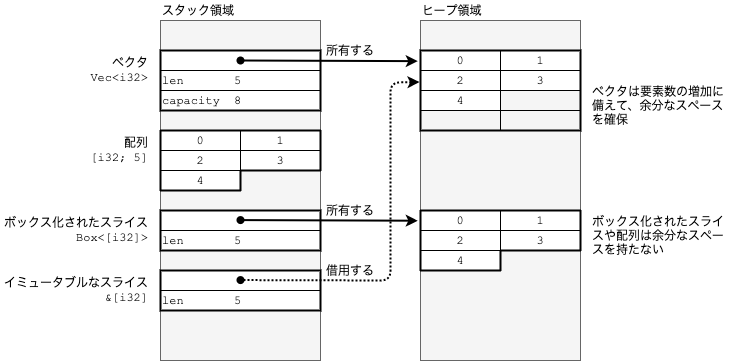 スタック領域
ヒープ領域
ベクタ
Vec<i32>
len 5
capacity 8
所有する
0 1
2 3
4
ベクタは要素数の増加に
備えて、余分なスペース
を確保
配列
[i32; 5]
0 1
2 3
4
ボックス化されたスライス
Box<[i32]>
len 5
所有する
0 1
2 3
4
ボックス化されたスライ
スや配列は余分なスペー
スを持たない
イミュータブルなスライス
&[i32]
len 5
借用する